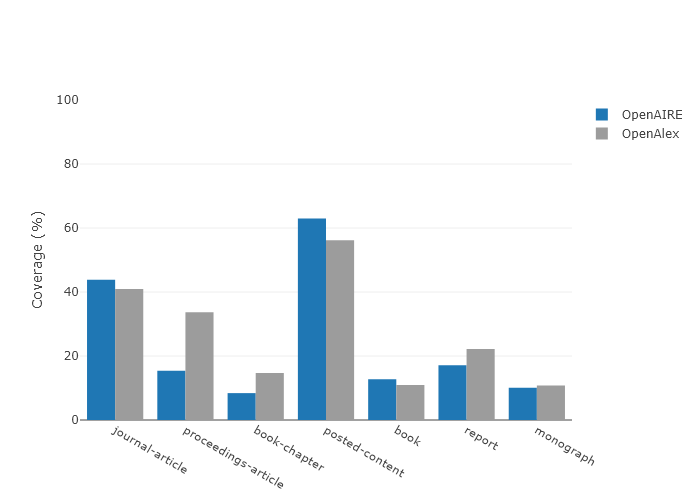 100
80
60
40
20
0
Coverage (%)
journal-article
proceedings-article
book-chapter
posted-content
book
report
monograph
OpenAIRE
OpenAlex